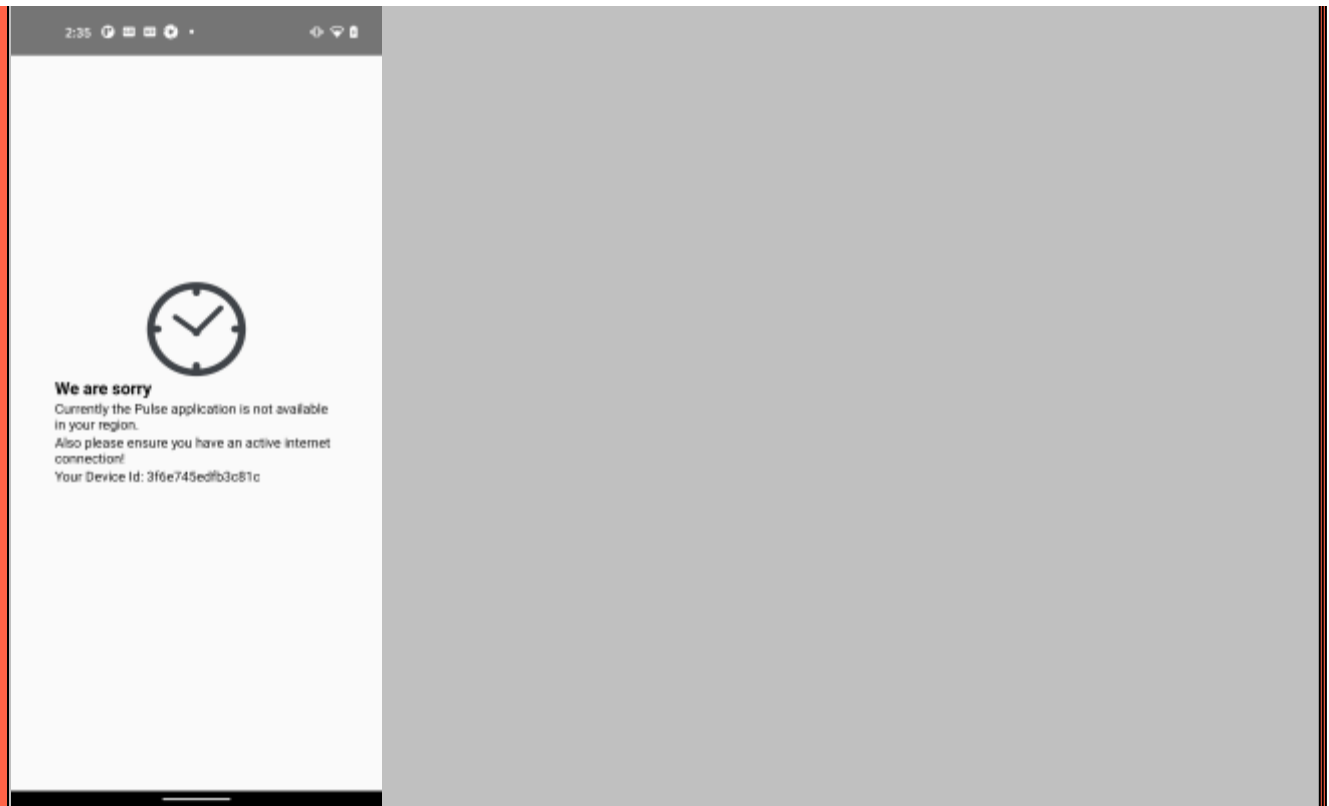 2:35
We are sorry
Currently the Pulse application is not available
in your region.
Also please ensure you have an active internet
connection!
Your Device Id: 3f6e745edfb3c81c